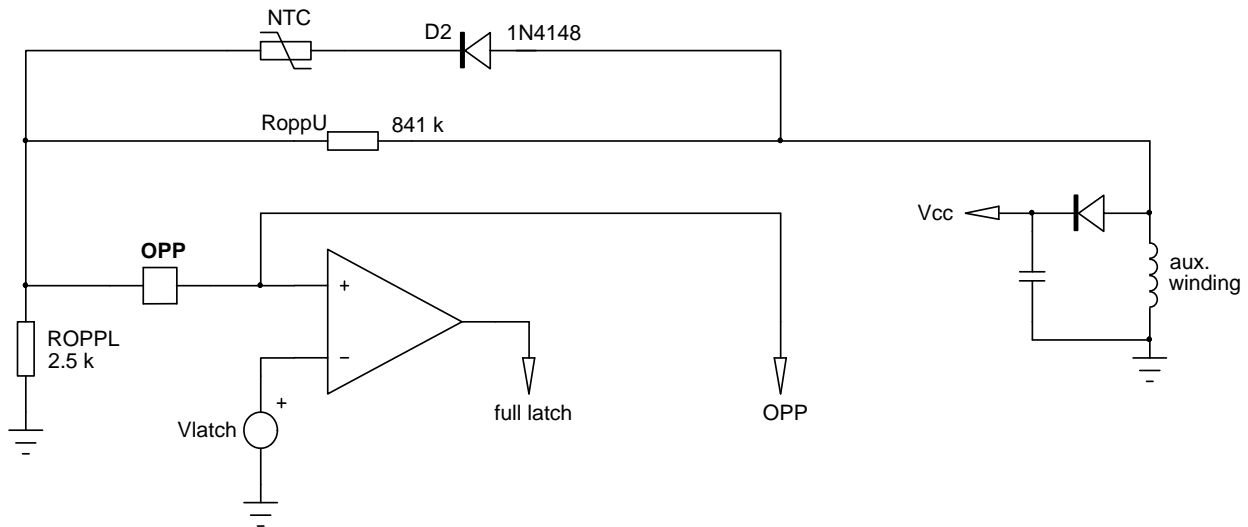 NTC
D2
1N4148
RoppU
841 k
Vcc
OPP
aux.
winding
+
ROPPL
2.5 k
−
+
Vlatch
full latch
OPP